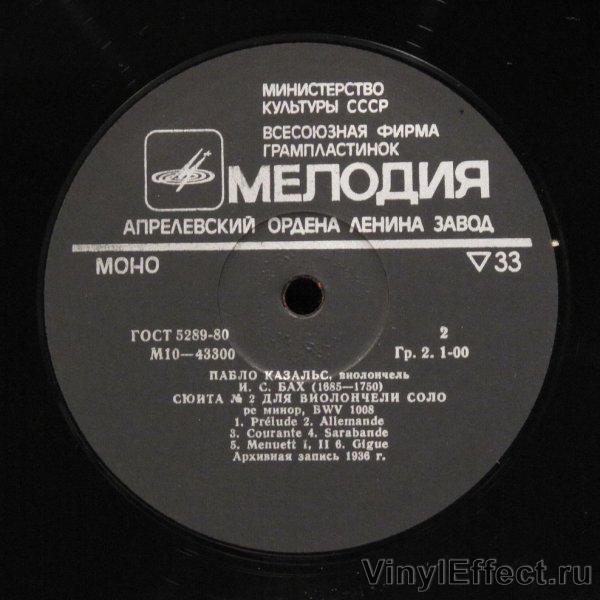 МИНИСТЕРСТВО
КУЛЬТУРЫ СССР
ВСЕСОЮЗНАЯ ФИРМА
ГРАМПЛАСТИНОК
МЕЛОДИЯ
АПРЕЛЕВСКИЙ ОРДЕНА ЛЕНИНА ЗАВОД
МОНО ▽33
ГОСТ 5289-80 2
М10—43300 Гр. 2. 1-00
ПАБЛО КАЗАЛЬС, виолончель
И. С. БАХ (1685—1750)
СЮИТА № 2 ДЛЯ ВИОЛОНЧЕЛИ СОЛО
ре минор, BWV 1008
1. Prélude 2. Allemande
3. Courante 4. Sarabande
5. Menuett I, II 6. Gigue
Архивная запись 1936 г.
VinylEffect.ru